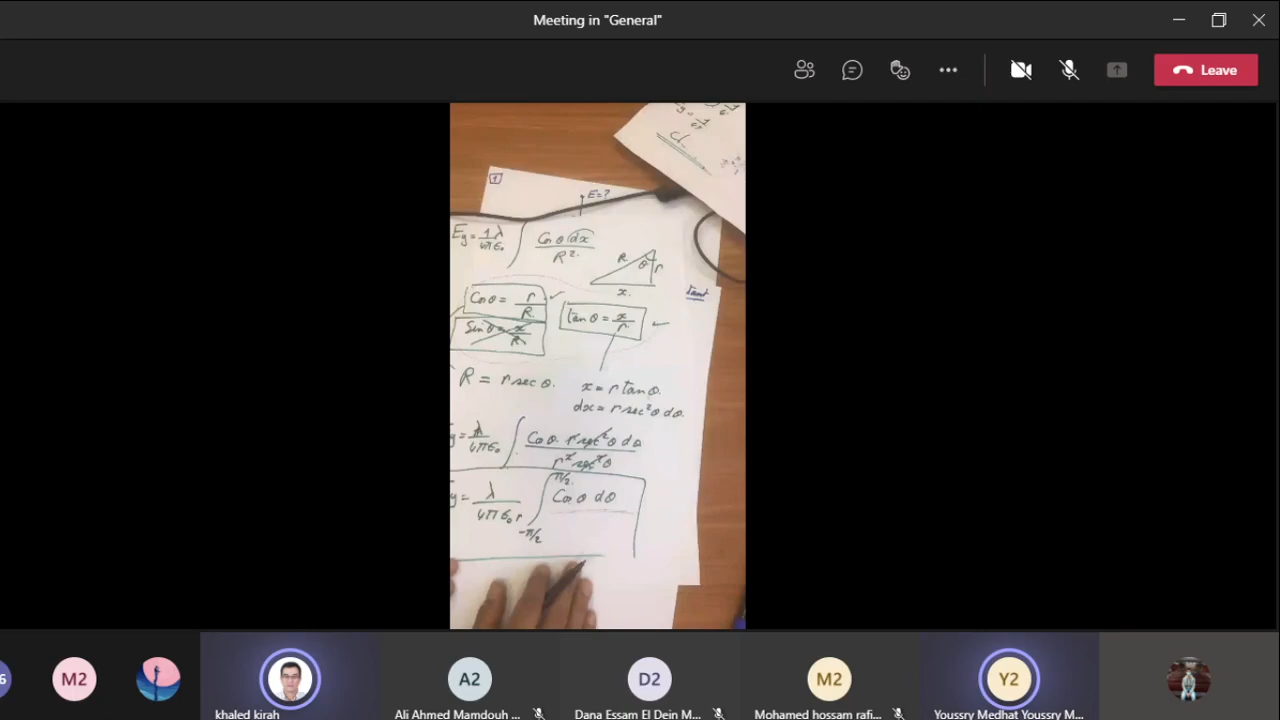 Meeting in "General"
Leave
E=?
1
Ey = 1 λ / 4πε₀ ∫ Cos θ dx / R²
R θ r
x
Cos θ = r / R
tan θ = x / r
Sin θ = x / R
R = r sec θ.
x = r tan θ.
dx = r sec² θ dθ.
y = λ / 4πε₀ ∫ Cos θ. r sec² θ dθ / r² sec² θ
y = λ / 4πε₀ r ∫ -π/2 π/2 Cos θ dθ
6
M2
A2
D2
M2
Y2
khaled kirah
Ali Ahmed Mamdouh ...
Dana Essam El Dein M...
Mohamed hossam rafi...
Youssry Medhat Youssry M...